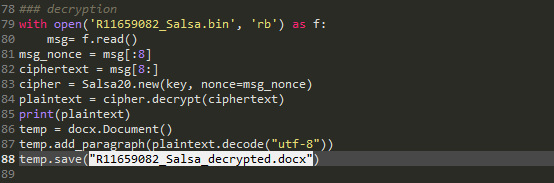 78 ### decryption
79 with open('R11659082_Salsa.bin', 'rb') as f:
80     msg= f.read()
81 msg_nonce = msg[:8]
82 ciphertext = msg[8:]
83 cipher = Salsa20.new(key, nonce=msg_nonce)
84 plaintext = cipher.decrypt(ciphertext)
85 print(plaintext)
86 temp = docx.Document()
87 temp.add_paragraph(plaintext.decode("utf-8"))
88 temp.save("R11659082_Salsa_decrypted.docx")
89